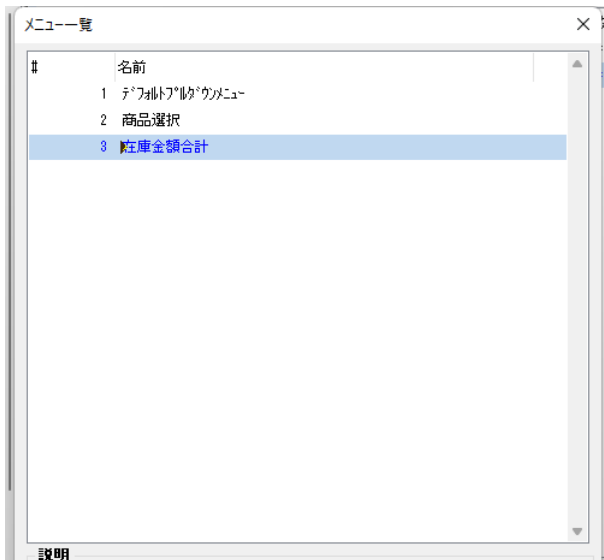 メニュー一覧
# 名前
1 ﾃﾞﾌｫﾙﾄﾌﾟﾙﾀﾞｳﾝﾒﾆｭｰ
2 商品選択
3 在庫金額合計
説明